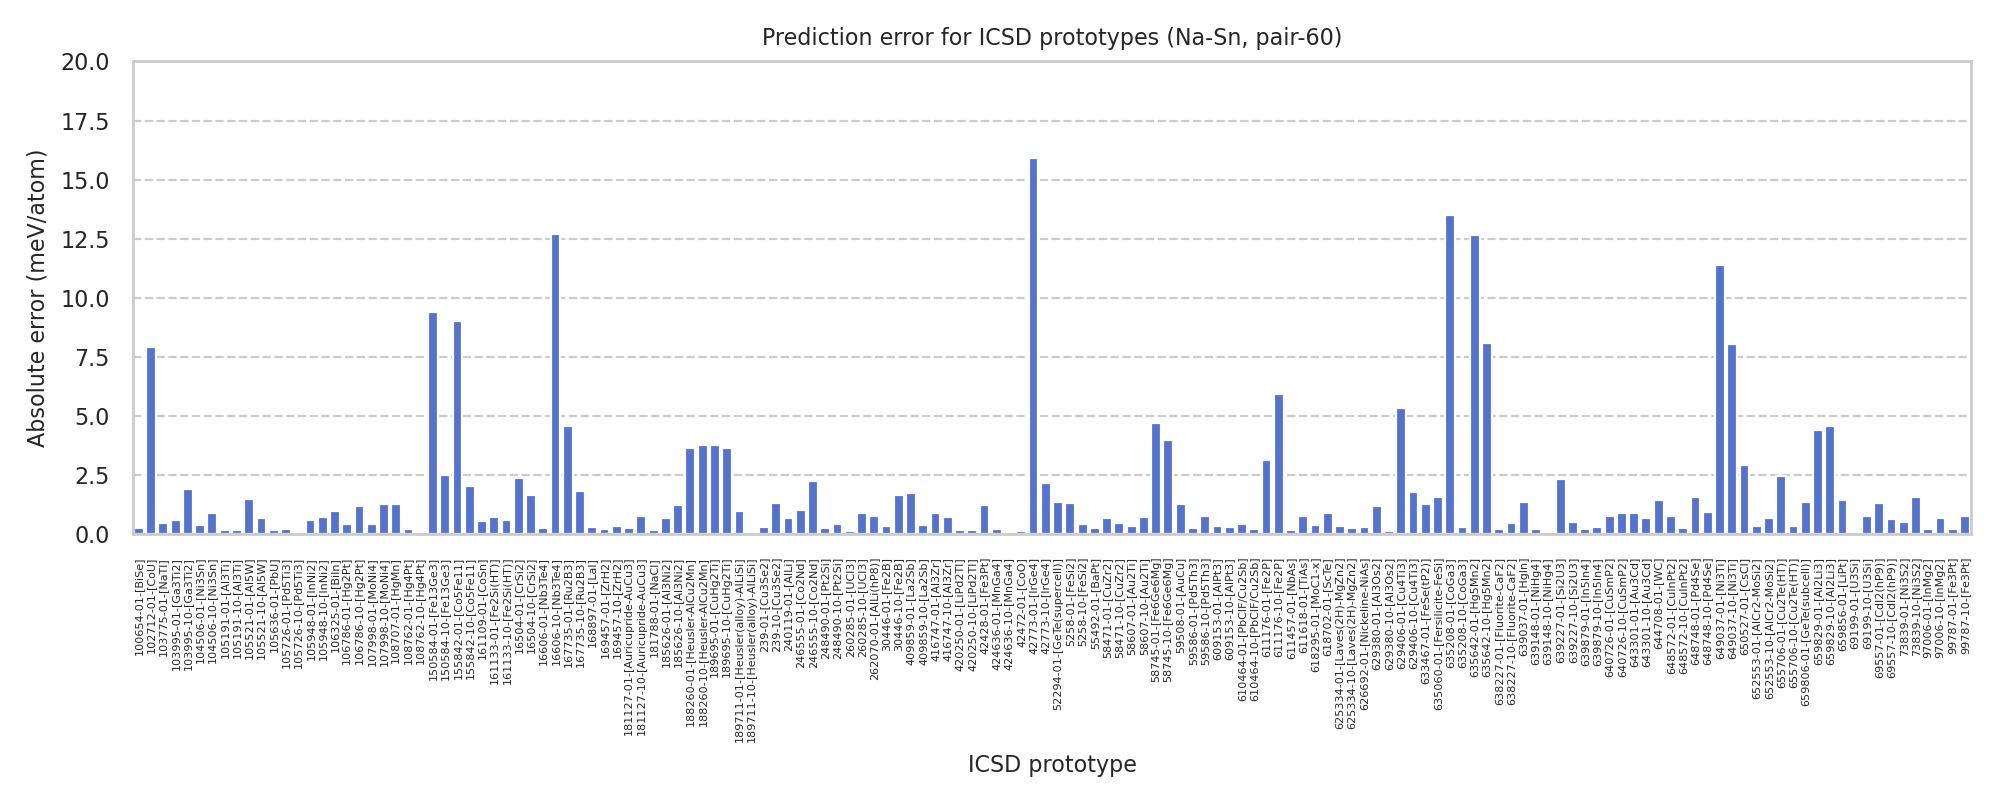 Prediction error for ICSD prototypes (Na-Sn, pair-60)
Absolute error (meV/atom)
20.0
17.5
15.0
12.5
10.0
7.5
5.0
2.5
0.0
100654-01-[BiSe]
102712-01-[CoU]
103775-01-[NaTl]
103995-01-[Ga3Ti2]
103995-10-[Ga3Ti2]
104506-01-[Ni3Sn]
104506-10-[Ni3Sn]
105191-01-[Al3Ti]
105191-10-[Al3Ti]
105521-01-[Al5W]
105521-10-[Al5W]
105636-01-[PbU]
105726-01-[Pd5Ti3]
105726-10-[Pd5Ti3]
105948-01-[InNi2]
105948-10-[InNi2]
106325-01-[BiIn]
106786-01-[Hg2Pt]
106786-10-[Hg2Pt]
107998-01-[MoNi4]
107998-10-[MoNi4]
108707-01-[HgMn]
108762-01-[Hg4Pt]
108762-10-[Hg4Pt]
150584-01-[Fe13Ge3]
150584-10-[Fe13Ge3]
155842-01-[Co5Fe11]
155842-10-[Co5Fe11]
161109-01-[CoSn]
161133-01-[Fe2Si(HT)]
161133-10-[Fe2Si(HT)]
16504-01-[CrSi2]
16504-10-[CrSi2]
166006-01-[Nb3Te4]
166006-10-[Nb3Te4]
167735-01-[Ru2B3]
167735-10-[Ru2B3]
168897-01-[LaI]
169457-01-[ZrH2]
169457-10-[ZrH2]
181127-01-[Auricupride-AuCu3]
181127-10-[Auricupride-AuCu3]
181788-01-[NaCl]
185626-01-[Al3Ni2]
185626-10-[Al3Ni2]
188260-01-[Heusler-AlCu2Mn]
188260-10-[Heusler-AlCu2Mn]
189695-01-[CuHg2Ti]
189695-10-[CuHg2Ti]
189711-01-[Heusler(alloy)-AlLiSi]
189711-10-[Heusler(alloy)-AlLiSi]
239-01-[Cu3Se2]
239-10-[Cu3Se2]
240119-01-[AlLi]
246555-01-[Co2Nd]
246555-10-[Co2Nd]
248490-01-[Pt2Si]
248490-10-[Pt2Si]
260285-01-[UCl3]
260285-10-[UCl3]
262070-01-[AlLi(hP8)]
30446-01-[Fe2B]
30446-10-[Fe2B]
409859-01-[La2Sb]
409859-10-[La2Sb]
416747-01-[Al3Zr]
416747-10-[Al3Zr]
420250-01-[LiPd2Tl]
420250-10-[LiPd2Tl]
42428-01-[Fe3Pt]
424636-01-[MnGa4]
424636-10-[MnGa4]
42472-01-[CoO]
42773-01-[IrGe4]
42773-10-[IrGe4]
52294-01-[GeTe(supercell)]
5258-01-[FeSi2]
5258-10-[FeSi2]
55492-01-[BaPt]
58471-01-[CuZr2]
58471-10-[CuZr2]
58607-01-[Au2Ti]
58607-10-[Au2Ti]
58745-01-[Fe6Ge6Mg]
58745-10-[Fe6Ge6Mg]
59508-01-[AuCu]
59586-01-[Pd5Th3]
59586-10-[Pd5Th3]
609153-01-[AlPt3]
609153-10-[AlPt3]
610464-01-[PbClF/Cu2Sb]
610464-10-[PbClF/Cu2Sb]
611176-01-[Fe2P]
611176-10-[Fe2P]
611457-01-[NbAs]
611618-01-[TiAs]
618295-01-[MoC1-x]
618702-01-[ScTe]
625334-01-[Laves(2H)-MgZn2]
625334-10-[Laves(2H)-MgZn2]
626692-01-[Nickeline-NiAs]
629380-01-[Al3Os2]
629380-10-[Al3Os2]
629406-01-[Cu4Ti3]
629406-10-[Cu4Ti3]
633467-01-[FeSe(tP2)]
635060-01-[Fersilicite-FeSi]
635208-01-[CoGa3]
635208-10-[CoGa3]
635642-01-[Hg5Mn2]
635642-10-[Hg5Mn2]
638227-01-[Fluorite-CaF2]
638227-10-[Fluorite-CaF2]
639037-01-[HgIn]
639148-01-[NiHg4]
639148-10-[NiHg4]
639227-01-[Si2U3]
639227-10-[Si2U3]
639879-01-[InSIn4]
639879-10-[InSIn4]
640726-01-[CuSmP2]
640726-10-[CuSmP2]
643301-01-[Au3Cd]
643301-10-[Au3Cd]
644708-01-[WC]
648572-01-[CuInPt2]
648572-10-[CuInPt2]
648748-01-[Pd4Se]
648748-10-[Pd4Se]
649037-01-[Ni3Ti]
649037-10-[Ni3Ti]
650527-01-[CsCl]
652553-01-[AlCr2-MoSi2]
652553-10-[AlCr2-MoSi2]
655706-01-[Cu2Te(HT)]
655706-10-[Cu2Te(HT)]
659806-01-[GeTe(subcell)]
659829-01-[Al2Li3]
659829-10-[Al2Li3]
659856-01-[LiPt]
69199-01-[U3Si]
69199-10-[U3Si]
69557-01-[CdI2(hP9)]
69557-10-[CdI2(hP9)]
73839-01-[Ni3S2]
73839-10-[Ni3S2]
97006-01-[InMg2]
97006-10-[InMg2]
99787-01-[Fe3Pt]
99787-10-[Fe3Pt]
ICSD prototype